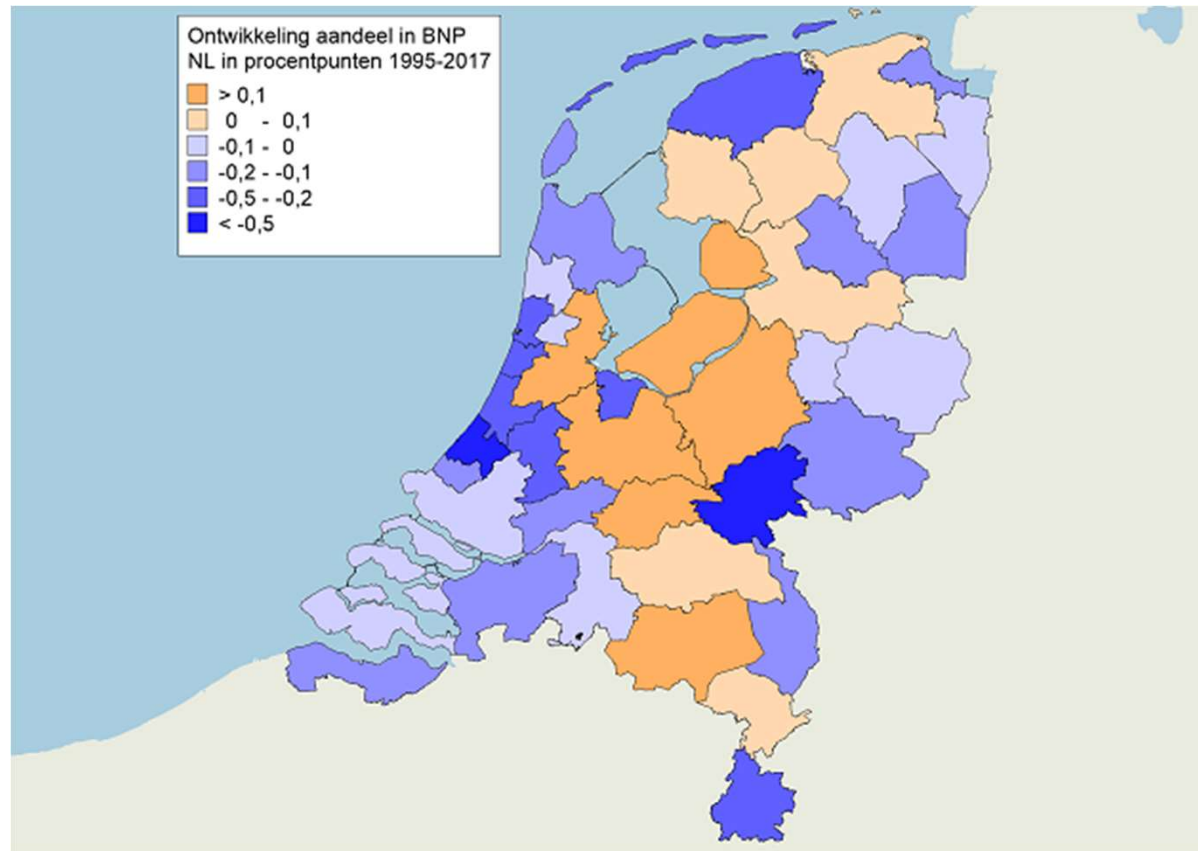 Ontwikkeling aandeel in BNP
NL in procentpunten 1995-2017
> 0,1
0 - 0,1
-0,1 - 0
-0,2 - -0,1
-0,5 - -0,2
< -0,5